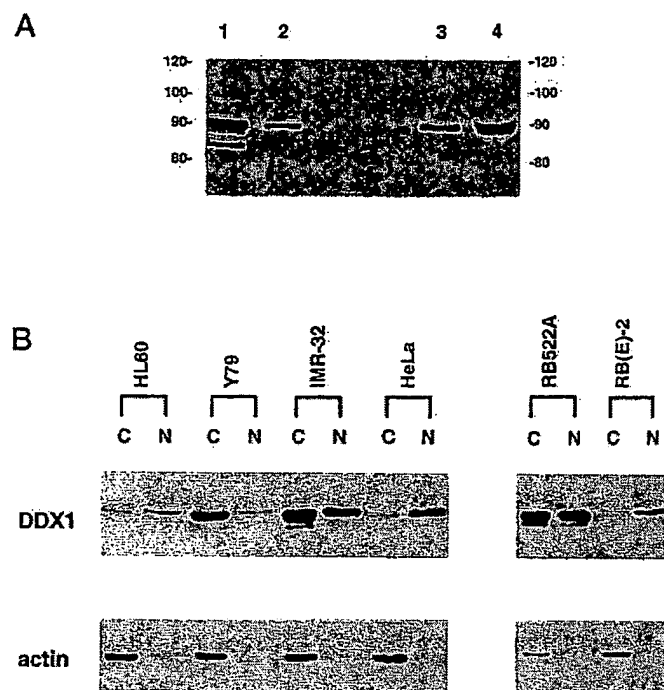 A
1 2 3 4
120- -120
100- -100
90- -90
80- -80
B
HL60 Y79 IMR-32 HeLa RB522A RB(E)-2
C N C N C N C N C N C N
DDX1
actin